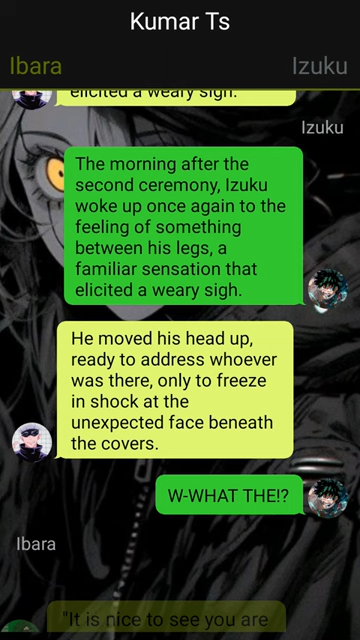 Kumar Ts
Ibara
Izuku
elicited a weary sigh.
Izuku
The morning after the
second ceremony, Izuku
woke up once again to the
feeling of something
between his legs, a
familiar sensation that
elicited a weary sigh.
He moved his head up,
ready to address whoever
was there, only to freeze
in shock at the
unexpected face beneath
the covers.
W-WHAT THE!?
Ibara
"It is nice to see you are